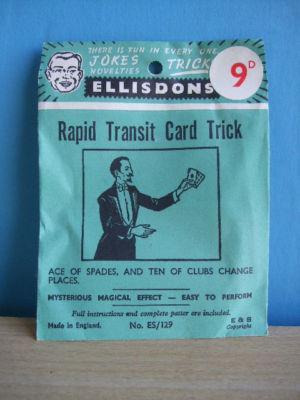 THERE IS FUN IN EVERY ONE
JOKES
NOVELTIES
TRICK
9D
ELLISDONS
Rapid Transit Card Trick
ACE OF SPADES, AND TEN OF CLUBS CHANGE
PLACES.
MYSTERIOUS MAGICAL EFFECT — EASY TO PERFORM
Full instructions and complete patter are included.
Made in England.
No. ES/129
E & S
Copyright